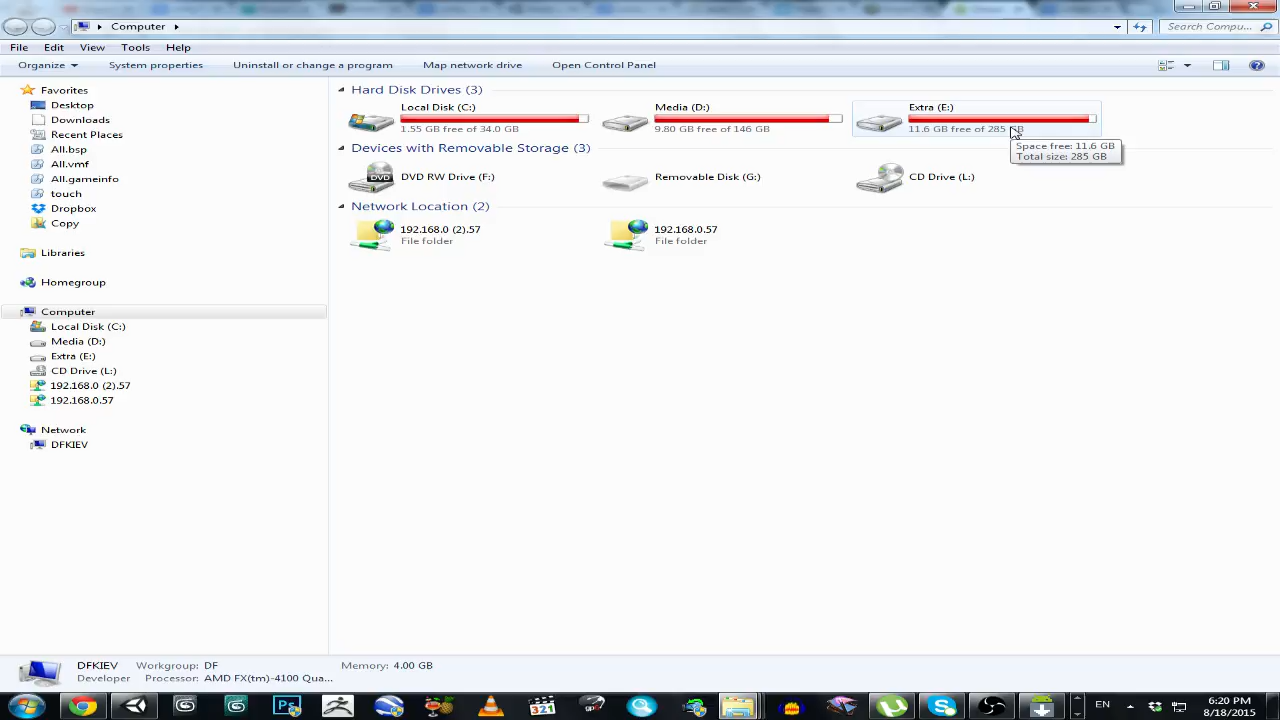 Computer
Search Compu...
File Edit View Tools Help
Organize System properties Uninstall or change a program Map network drive Open Control Panel
Favorites
Desktop
Downloads
Recent Places
All.bsp
All.vmf
All.gameinfo
touch
Dropbox
Copy
Libraries
Homegroup
Computer
Local Disk (C:)
Media (D:)
Extra (E:)
CD Drive (L:)
192.168.0 (2).57
192.168.0.57
Network
DFKIEV
Hard Disk Drives (3)
Local Disk (C:)
1.55 GB free of 34.0 GB
Media (D:)
9.80 GB free of 146 GB
Extra (E:)
11.6 GB free of 285 GB
Space free: 11.6 GB
Total size: 285 GB
Devices with Removable Storage (3)
DVD
DVD RW Drive (F:)
Removable Disk (G:)
CD Drive (L:)
Network Location (2)
192.168.0 (2).57
File folder
192.168.0.57
File folder
DFKIEV Workgroup: DF Memory: 4.00 GB
Developer Processor: AMD FX(tm)-4100 Qua...
Ps
321
EN
6:20 PM
8/18/2015